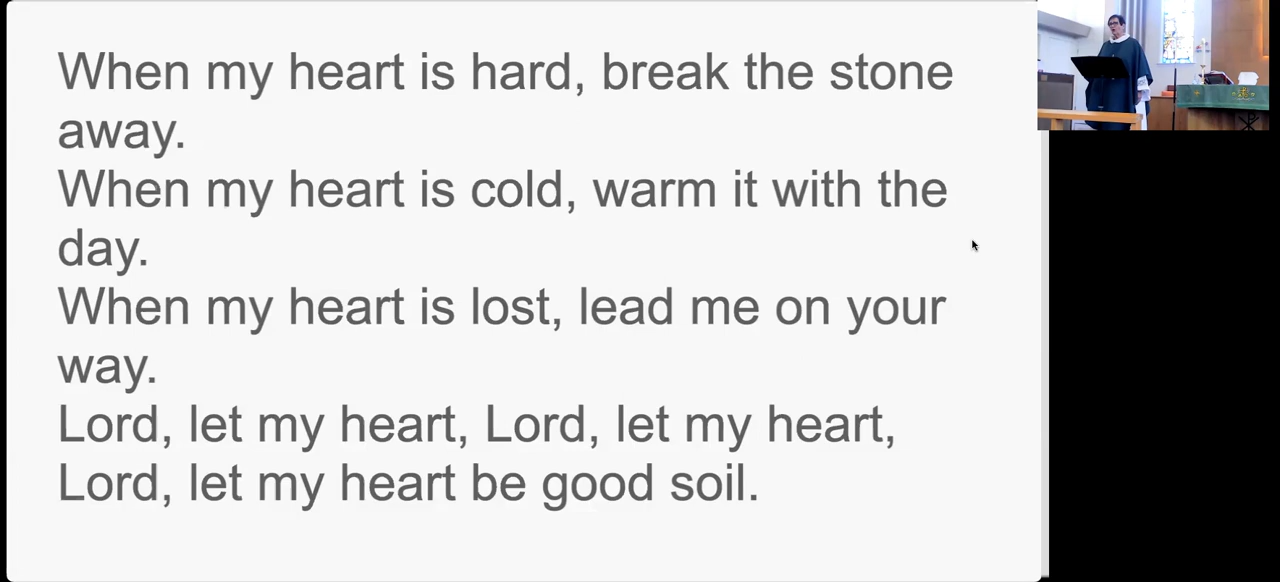 When my heart is hard, break the stone
away.
When my heart is cold, warm it with the
day.
When my heart is lost, lead me on your
way.
Lord, let my heart, Lord, let my heart,
Lord, let my heart be good soil.